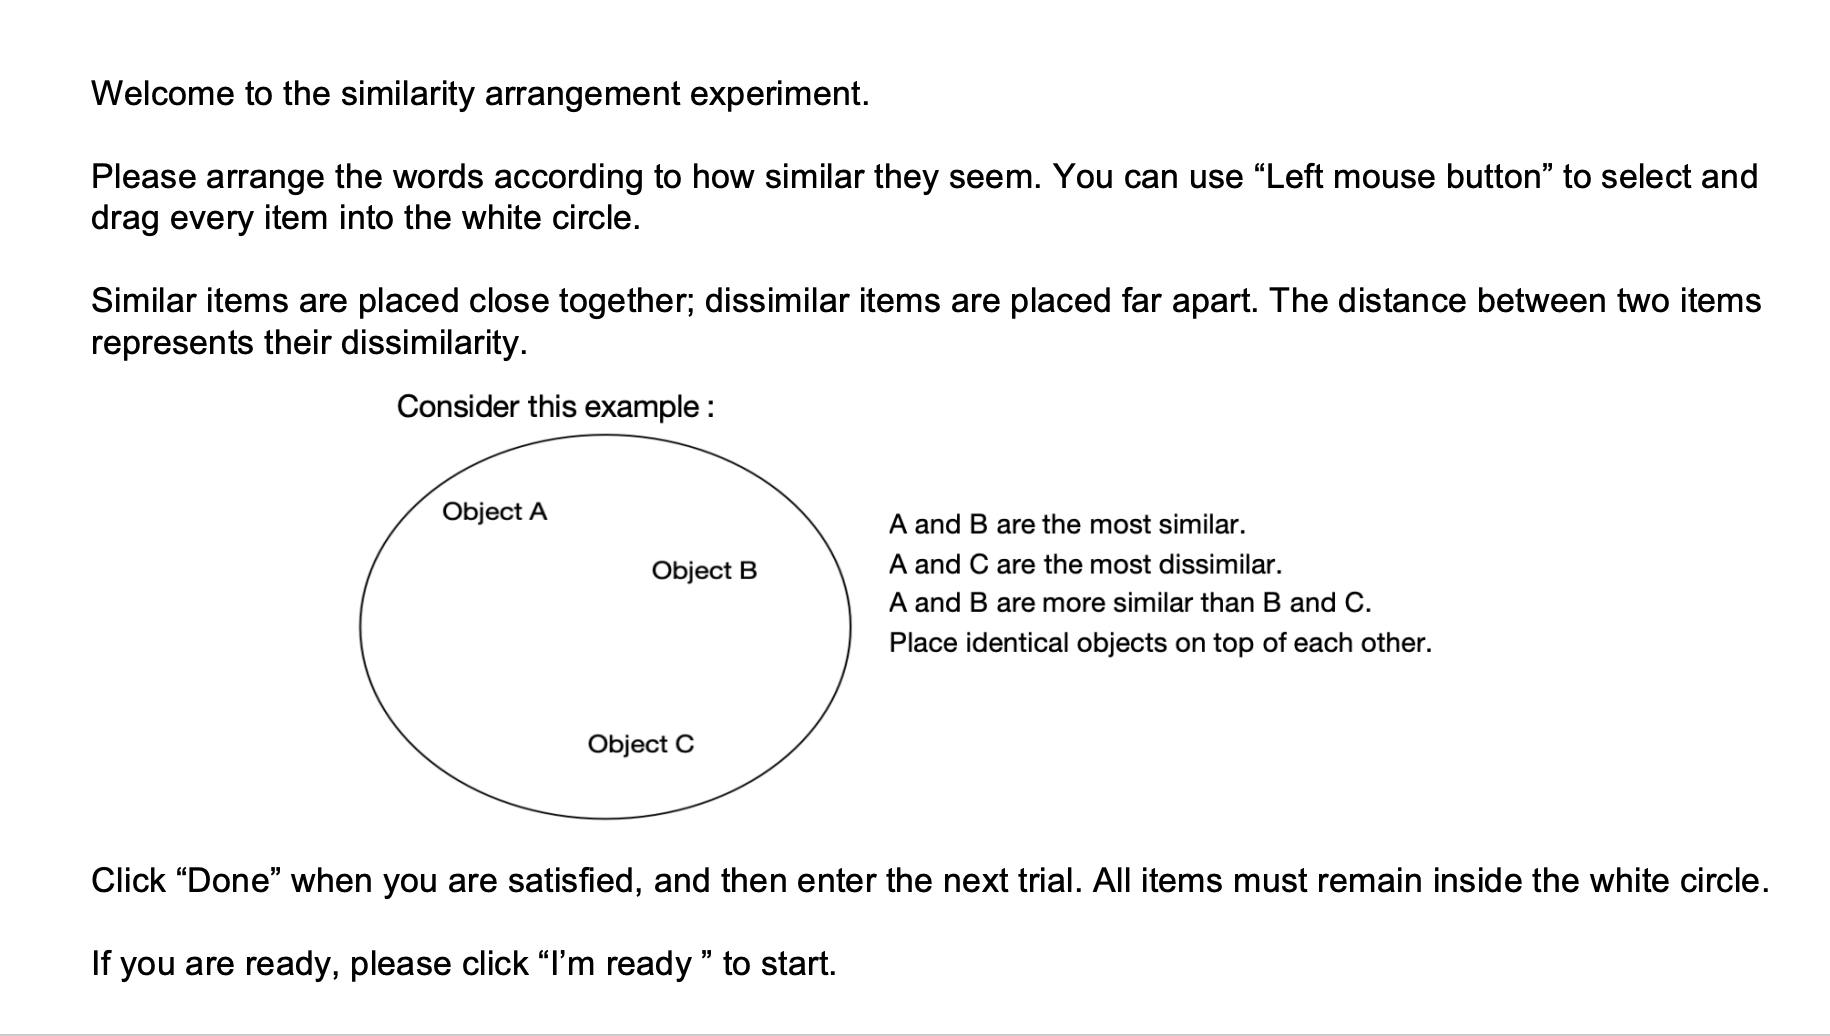 Welcome to the similarity arrangement experiment.
Please arrange the words according to how similar they seem. You can use “Left mouse button” to select and
drag every item into the white circle.
Similar items are placed close together; dissimilar items are placed far apart. The distance between two items
represents their dissimilarity.
Consider this example :
Object A
Object B
Object C
A and B are the most similar.
A and C are the most dissimilar.
A and B are more similar than B and C.
Place identical objects on top of each other.
Click “Done” when you are satisfied, and then enter the next trial. All items must remain inside the white circle.
If you are ready, please click “I’m ready ” to start.